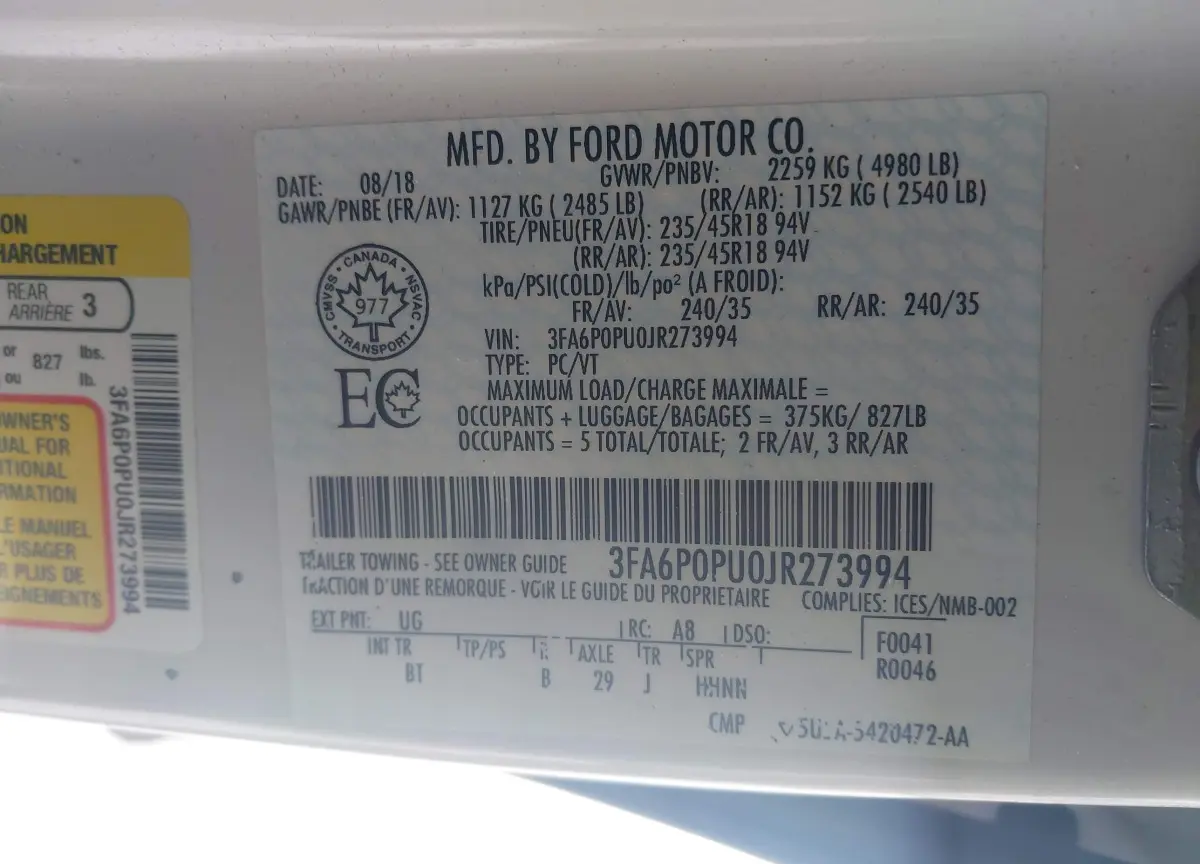 ON
HARGEMENT
REAR
ARRIÈRE 3
or 827 lbs.
ou lb.
OWNER'S
UAL FOR
ITIONAL
RMATION
LE MANUEL
L'USAGER
R PLUS DE
EIGNEMENTS
3FA6P0PU0JR273994
MFD. BY FORD MOTOR CO.
DATE: 08/18 GVWR/PNBV: 2259 KG ( 4980 LB)
GAWR/PNBE (FR/AV): 1127 KG ( 2485 LB) (RR/AR): 1152 KG ( 2540 LB)
TIRE/PNEU(FR/AV): 235/45R18 94V
(RR/AR): 235/45R18 94V
kPa/PSI(COLD)/lb/po² (A FROID):
FR/AV: 240/35 RR/AR: 240/35
CANADA
CMVSS 977 NSVAC
TRANSPORT
VIN: 3FA6P0PU0JR273994
TYPE: PC/VT
EC
MAXIMUM LOAD/CHARGE MAXIMALE =
OCCUPANTS + LUGGAGE/BAGAGES = 375KG/ 827LB
OCCUPANTS = 5 TOTAL/TOTALE; 2 FR/AV, 3 RR/AR
TRAILER TOWING - SEE OWNER GUIDE 3FA6P0PU0JR273994
TRACTION D'UNE REMORQUE - VOIR LE GUIDE DU PROPRIETAIRE COMPLIES: ICES/NMB-002
EXT PNT: UG RC: A8 DSO: F0041
INT TR TP/PS R AXLE TR SPR R0046
BT B 29 J HHNN
CMP